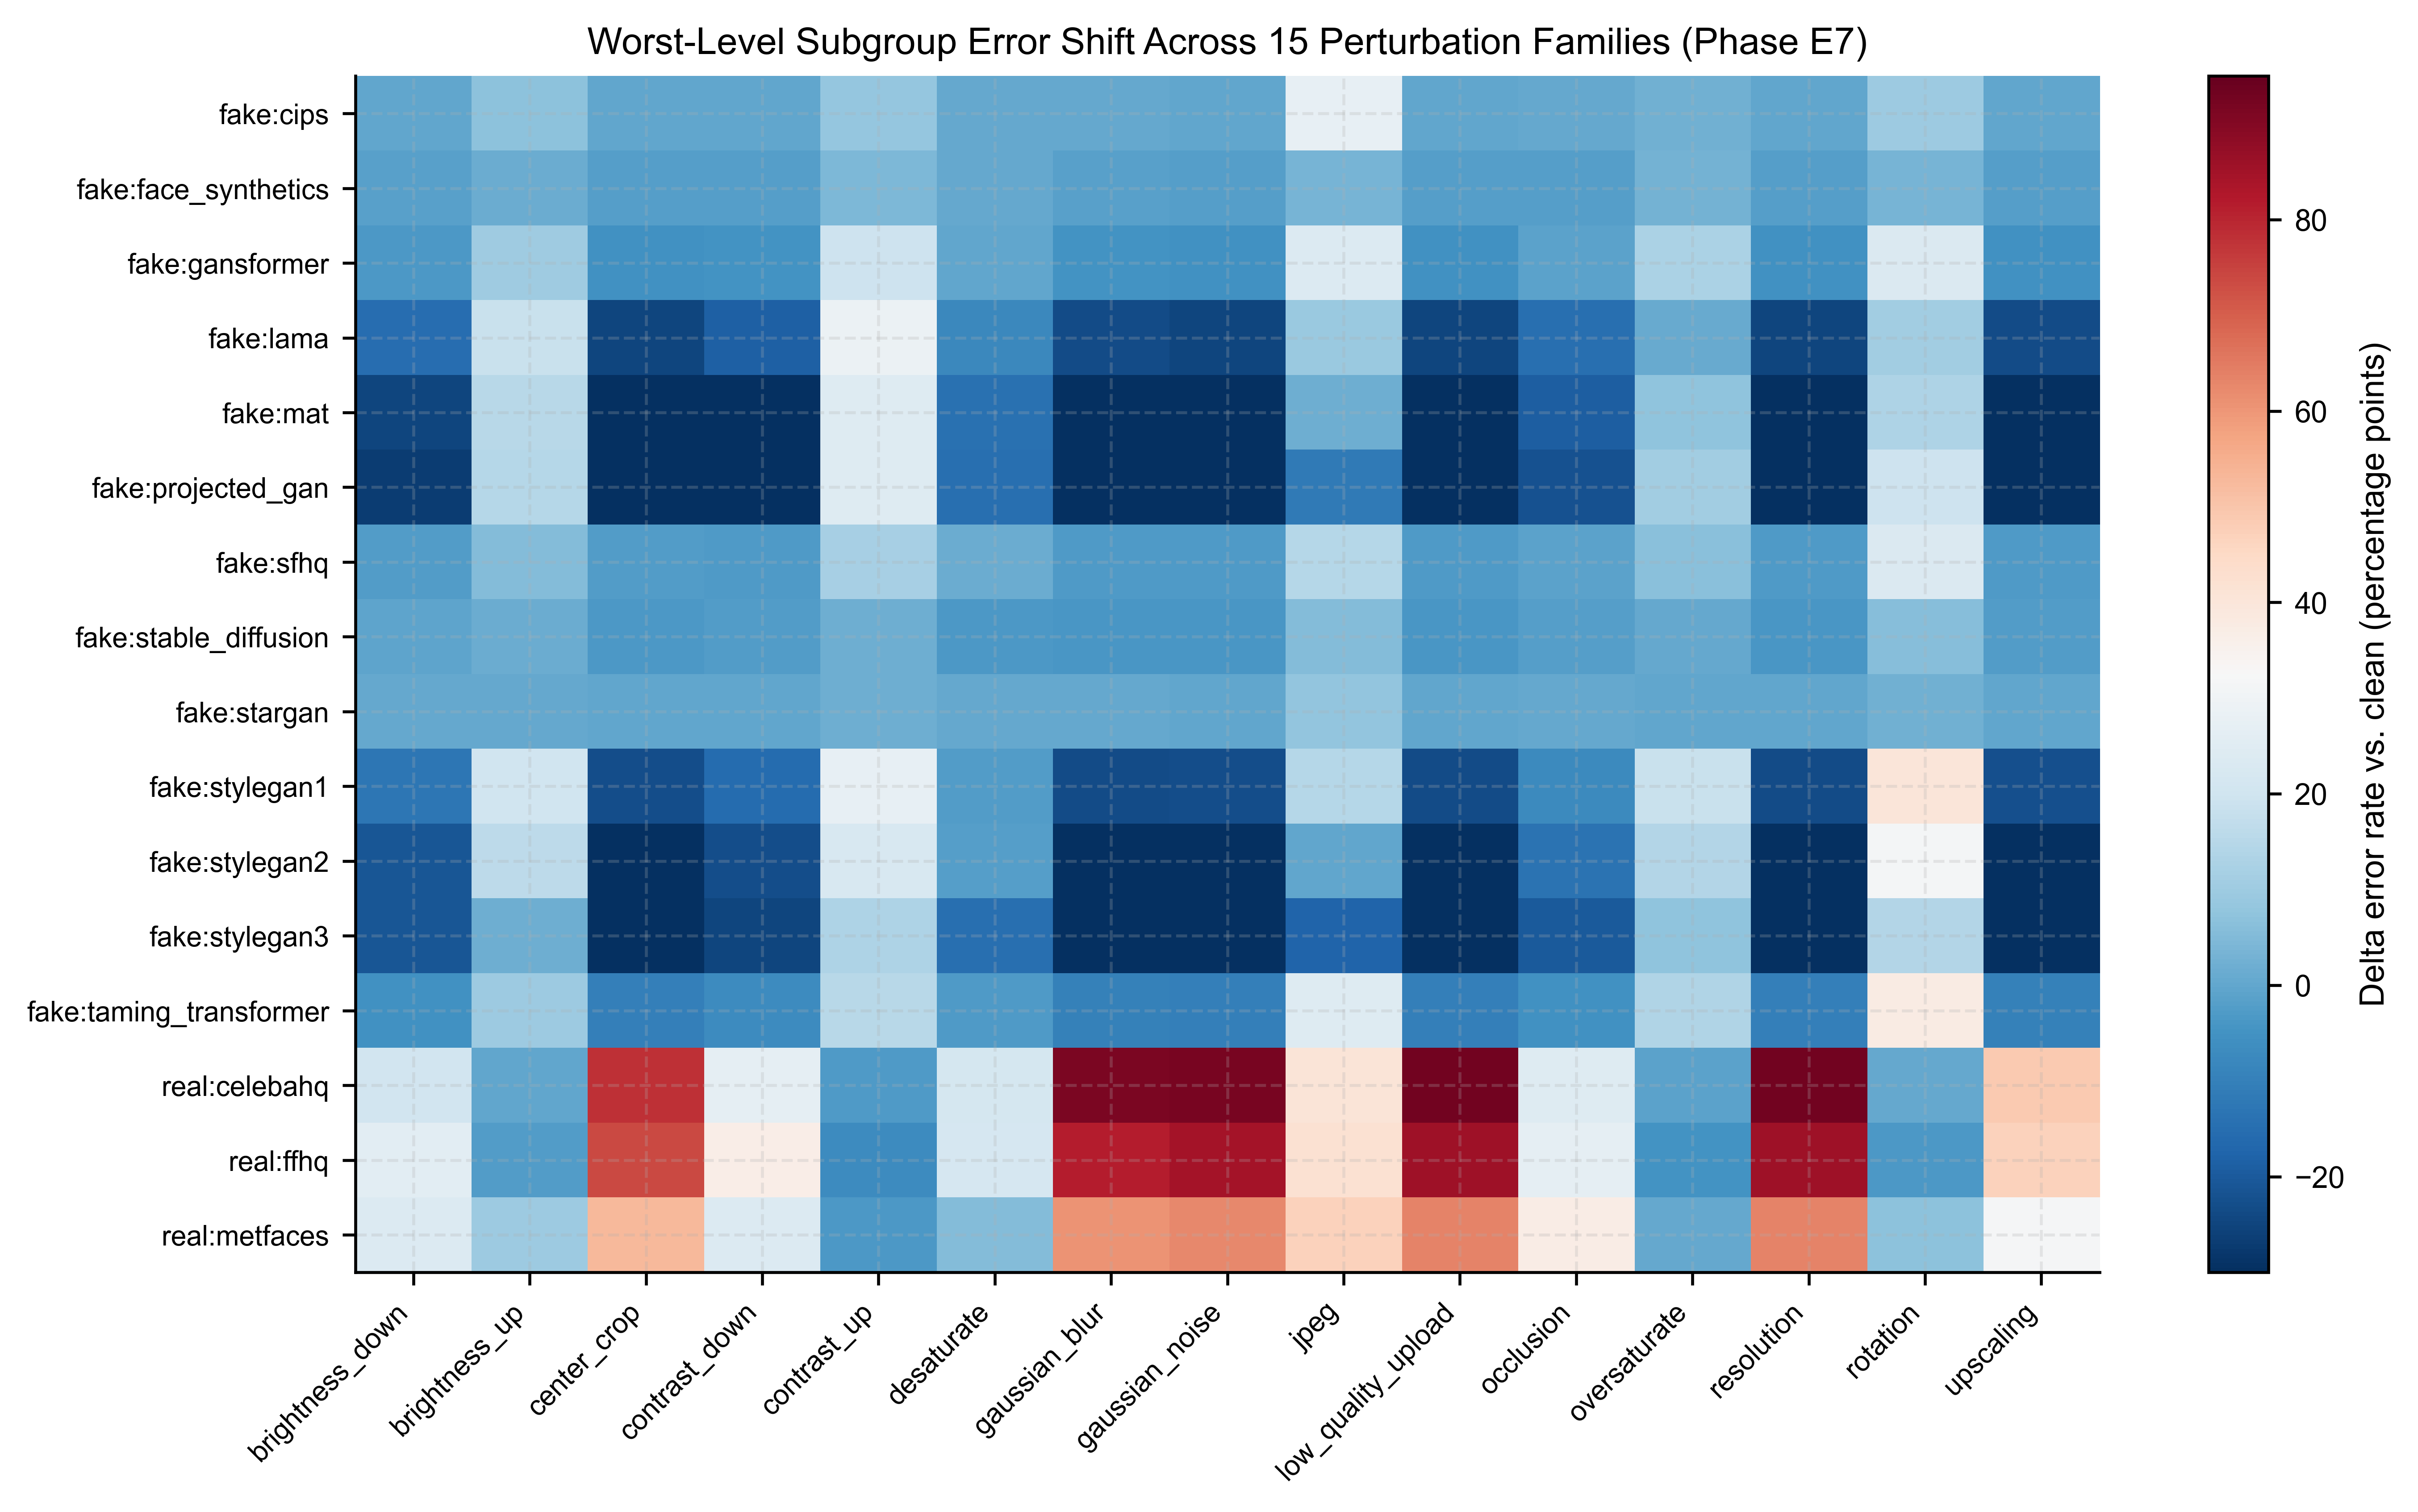 Worst-Level Subgroup Error Shift Across 15 Perturbation Families (Phase E7)
fake:cips
fake:face_synthetics
fake:gansformer
fake:lama
fake:mat
fake:projected_gan
fake:sfhq
fake:stable_diffusion
fake:stargan
fake:stylegan1
fake:stylegan2
fake:stylegan3
fake:taming_transformer
real:celebahq
real:ffhq
real:metfaces
brightness_down
brightness_up
center_crop
contrast_down
contrast_up
desaturate
gaussian_blur
gaussian_noise
jpeg
low_quality_upload
occlusion
oversaturate
resolution
rotation
upscaling
80
60
40
20
0
−20
Delta error rate vs. clean (percentage points)